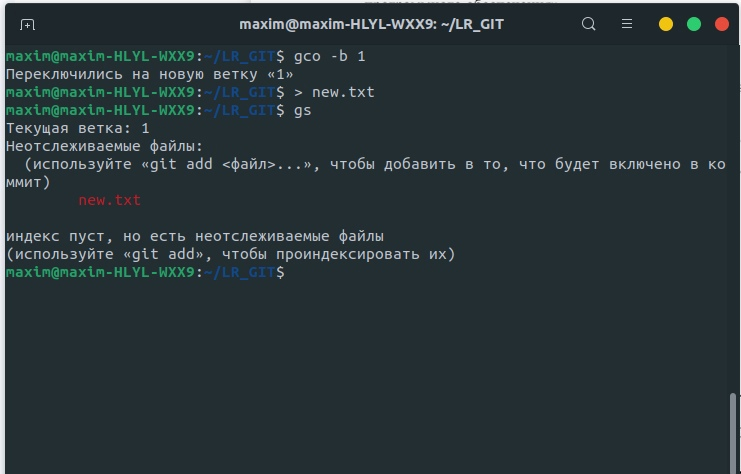 maxim@maxim-HLYL-WXX9: ~/LR_GIT
maxim@maxim-HLYL-WXX9:~/LR_GIT$ gco -b 1
Переключились на новую ветку «1»
maxim@maxim-HLYL-WXX9:~/LR_GIT$ > new.txt
maxim@maxim-HLYL-WXX9:~/LR_GIT$ gs
Текущая ветка: 1
Неотслеживаемые файлы:
(используйте «git add <файл>...», чтобы добавить в то, что будет включено в ко
ммит)
new.txt
индекс пуст, но есть неотслеживаемые файлы
(используйте «git add», чтобы проиндексировать их)
maxim@maxim-HLYL-WXX9:~/LR_GIT$